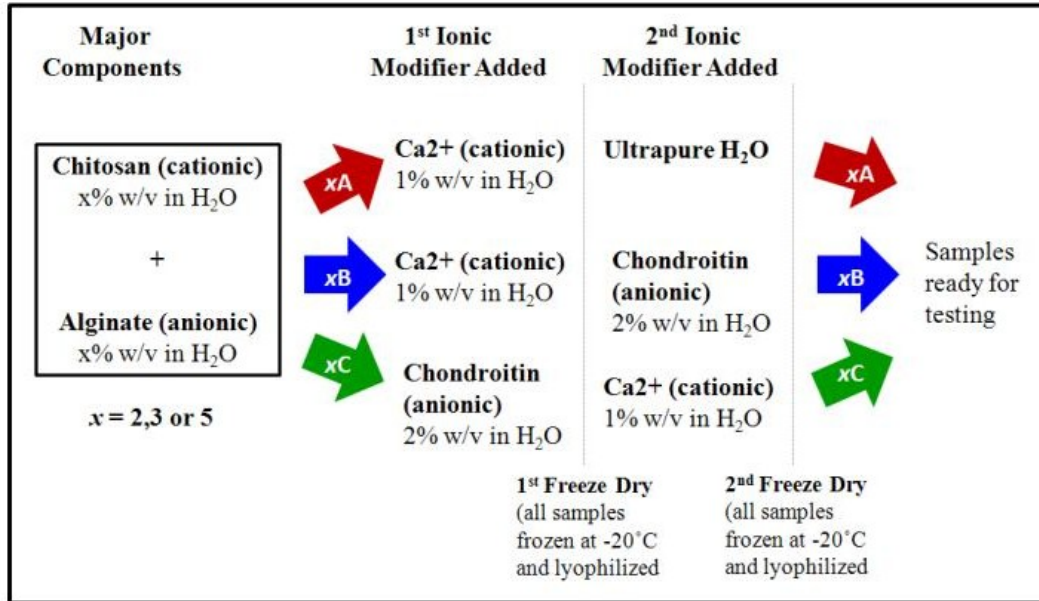 Major
Components
1st Ionic
Modifier Added
2nd Ionic
Modifier Added
Chitosan (cationic)
x% w/v in H2O
+
Alginate (anionic)
x% w/v in H2O
x = 2,3 or 5
xA
xB
xC
Ca2+ (cationic)
1% w/v in H2O
Ca2+ (cationic)
1% w/v in H2O
Chondroitin
(anionic)
2% w/v in H2O
Ultrapure H2O
Chondroitin
(anionic)
2% w/v in H2O
Ca2+ (cationic)
1% w/v in H2O
xA
xB
xC
Samples
ready for
testing
1st Freeze Dry
(all samples
frozen at -20˚C
and lyophilized
2nd Freeze Dry
(all samples
frozen at -20˚C
and lyophilized